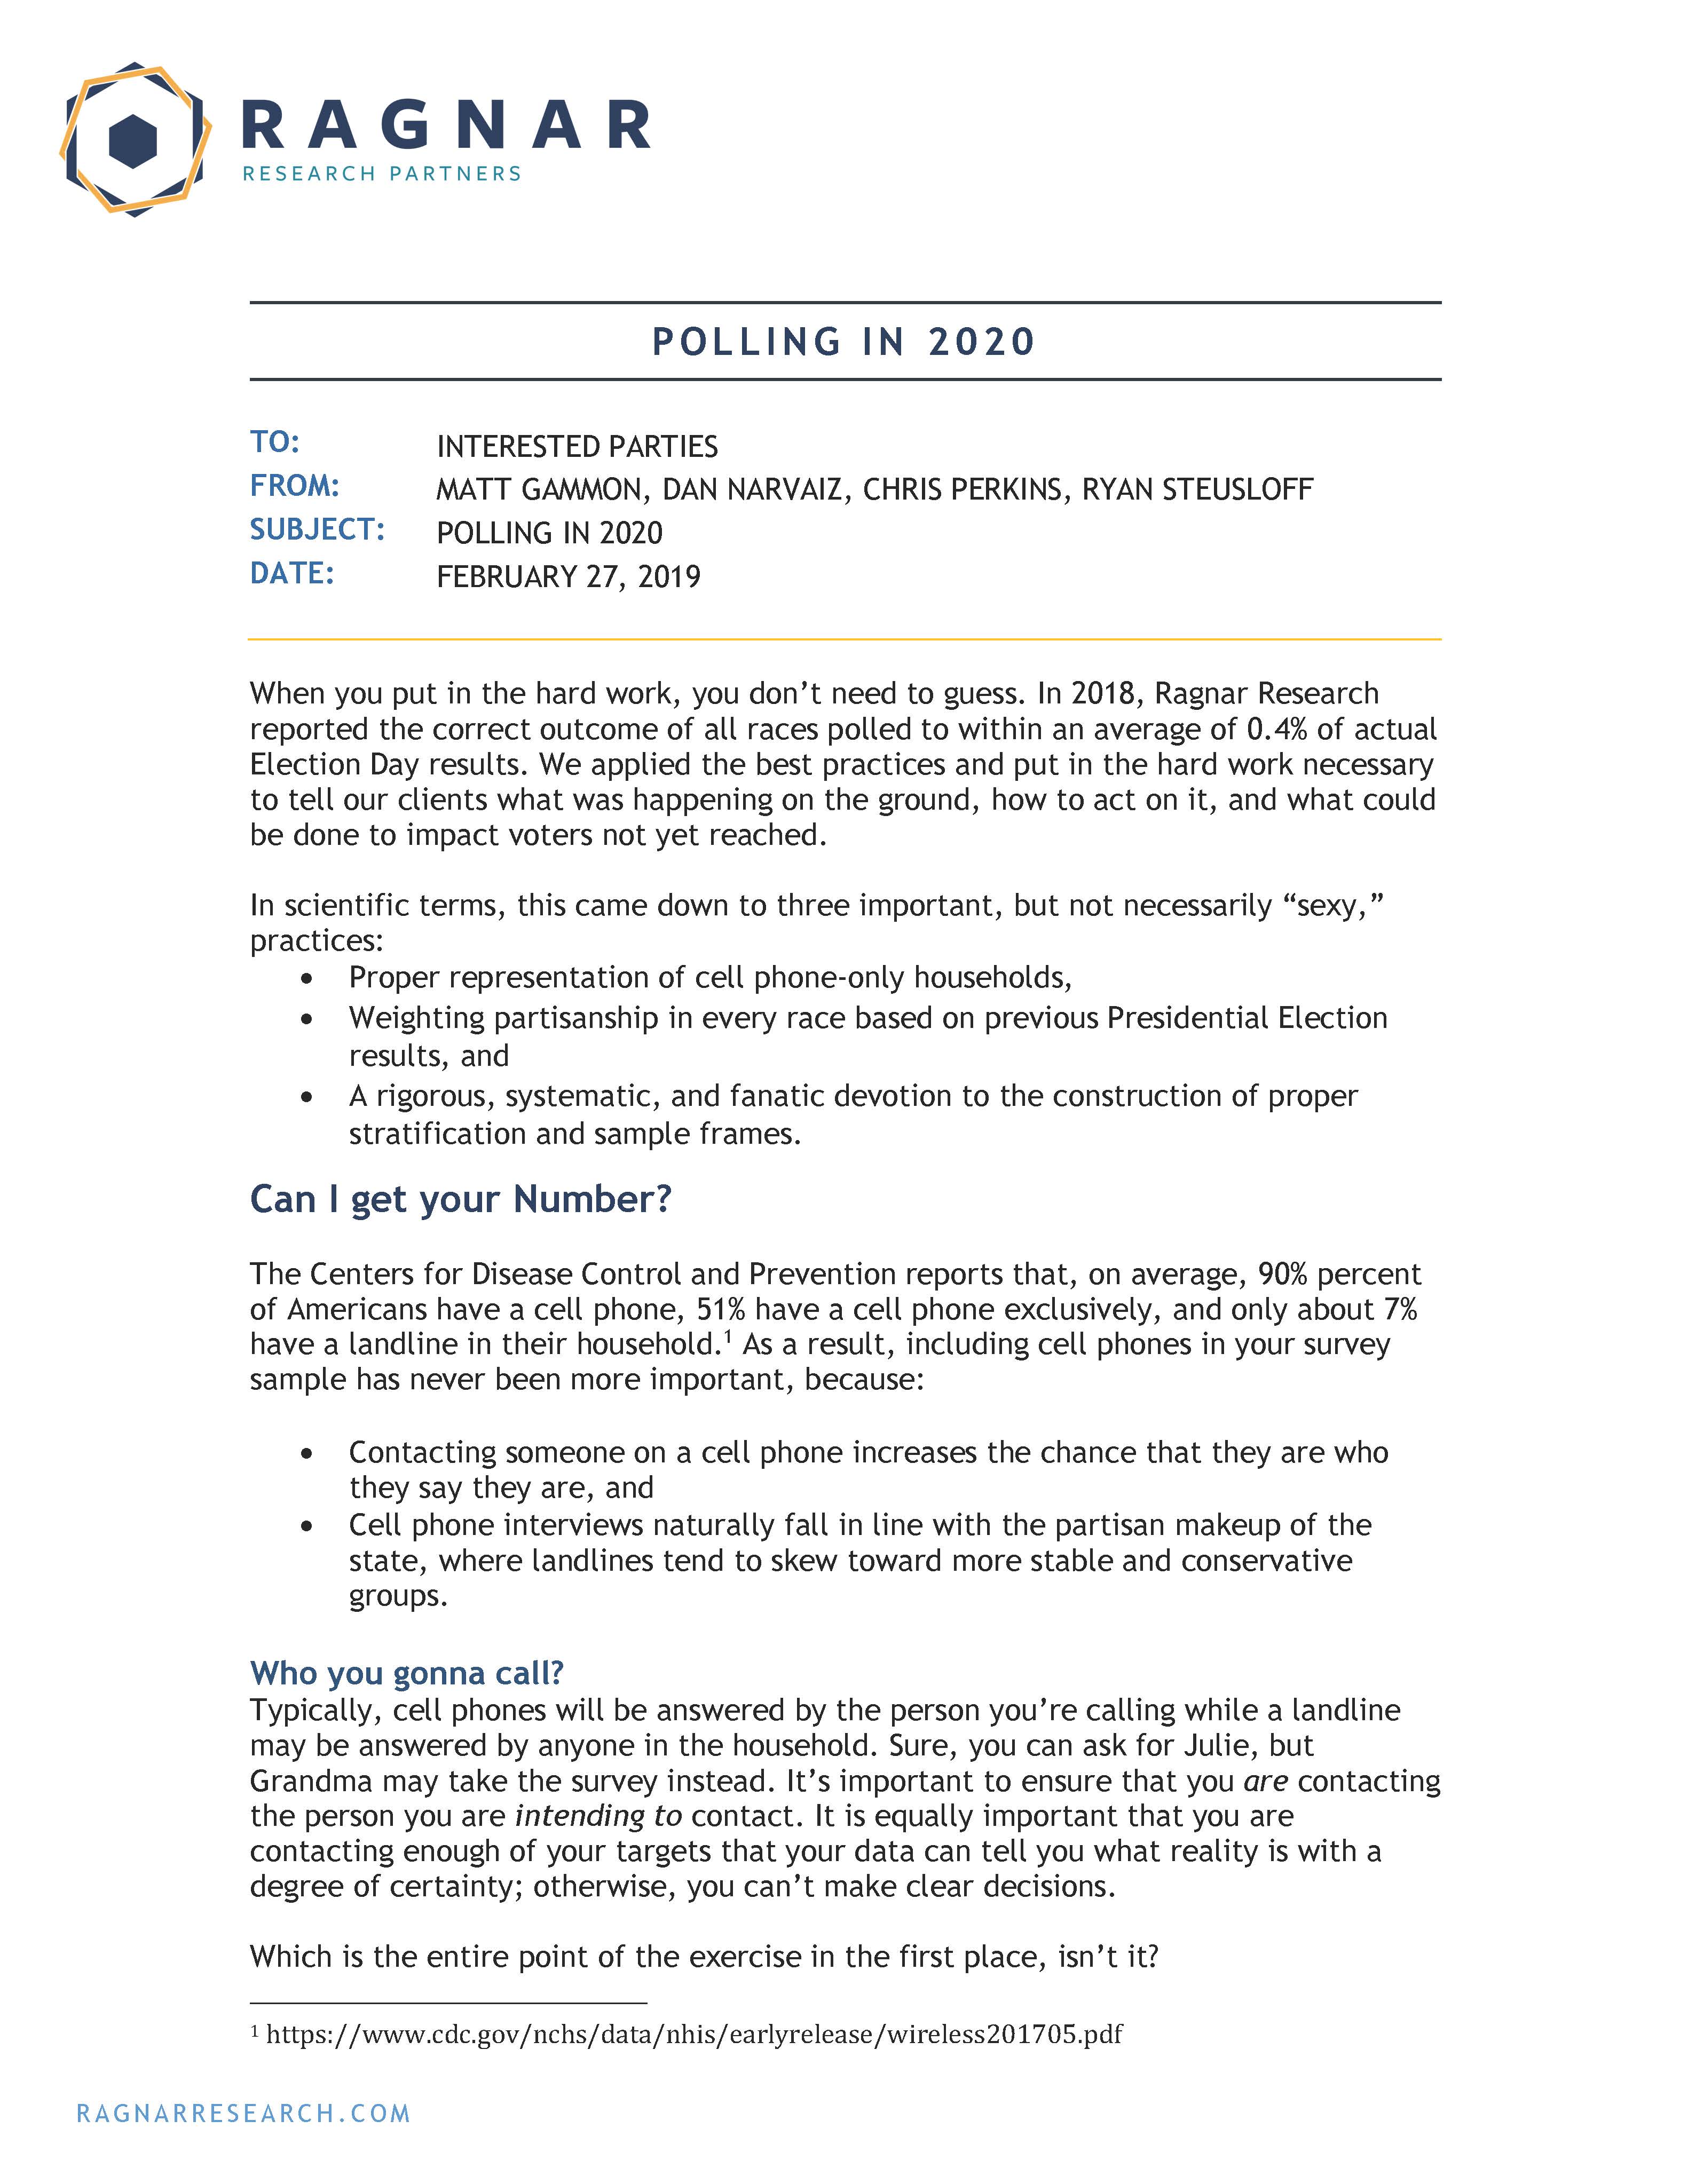 RAGNAR
RESEARCH PARTNERS
POLLING IN 2020
TO: INTERESTED PARTIES
FROM: MATT GAMMON, DAN NARVAIZ, CHRIS PERKINS, RYAN STEUSLOFF
SUBJECT: POLLING IN 2020
DATE: FEBRUARY 27, 2019
When you put in the hard work, you don’t need to guess. In 2018, Ragnar Research
reported the correct outcome of all races polled to within an average of 0.4% of actual
Election Day results. We applied the best practices and put in the hard work necessary
to tell our clients what was happening on the ground, how to act on it, and what could
be done to impact voters not yet reached.
In scientific terms, this came down to three important, but not necessarily “sexy,”
practices:
• Proper representation of cell phone-only households,
• Weighting partisanship in every race based on previous Presidential Election
results, and
• A rigorous, systematic, and fanatic devotion to the construction of proper
stratification and sample frames.
Can I get your Number?
The Centers for Disease Control and Prevention reports that, on average, 90% percent
of Americans have a cell phone, 51% have a cell phone exclusively, and only about 7%
have a landline in their household.¹ As a result, including cell phones in your survey
sample has never been more important, because:
• Contacting someone on a cell phone increases the chance that they are who
they say they are, and
• Cell phone interviews naturally fall in line with the partisan makeup of the
state, where landlines tend to skew toward more stable and conservative
groups.
Who you gonna call?
Typically, cell phones will be answered by the person you’re calling while a landline
may be answered by anyone in the household. Sure, you can ask for Julie, but
Grandma may take the survey instead. It’s important to ensure that you are contacting
the person you are intending to contact. It is equally important that you are
contacting enough of your targets that your data can tell you what reality is with a
degree of certainty; otherwise, you can’t make clear decisions.
Which is the entire point of the exercise in the first place, isn’t it?
¹ https://www.cdc.gov/nchs/data/nhis/earlyrelease/wireless201705.pdf
RAGNARRESEARCH.COM